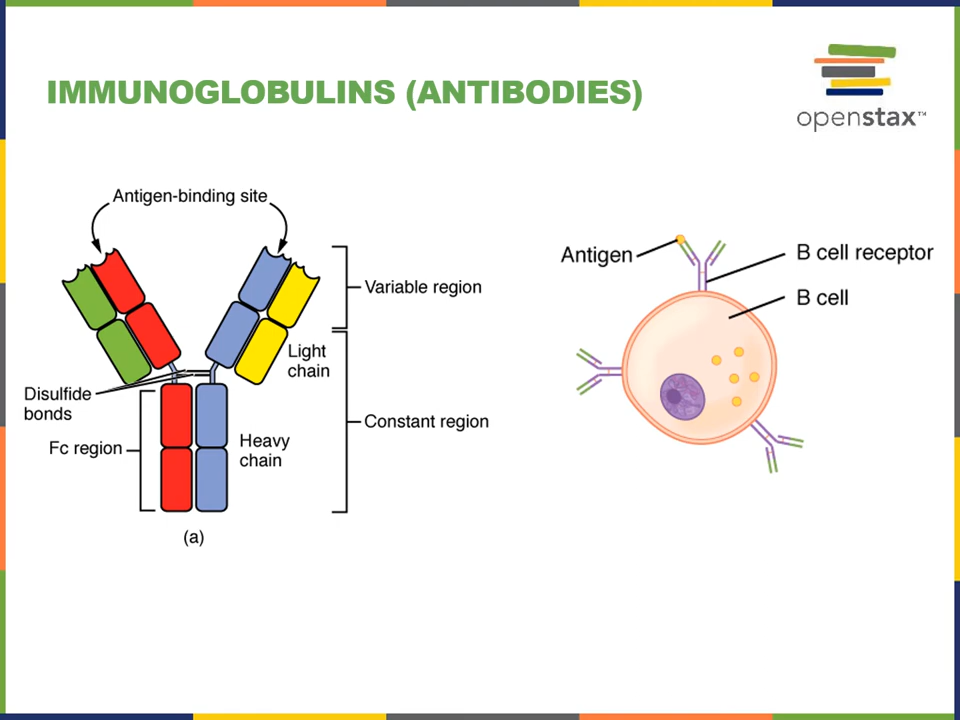 IMMUNOGLOBULINS (ANTIBODIES)
openstax™
Antigen-binding site
Variable region
Light
chain
Disulfide
bonds
Constant region
Fc region
Heavy
chain
(a)
Antigen
B cell receptor
B cell